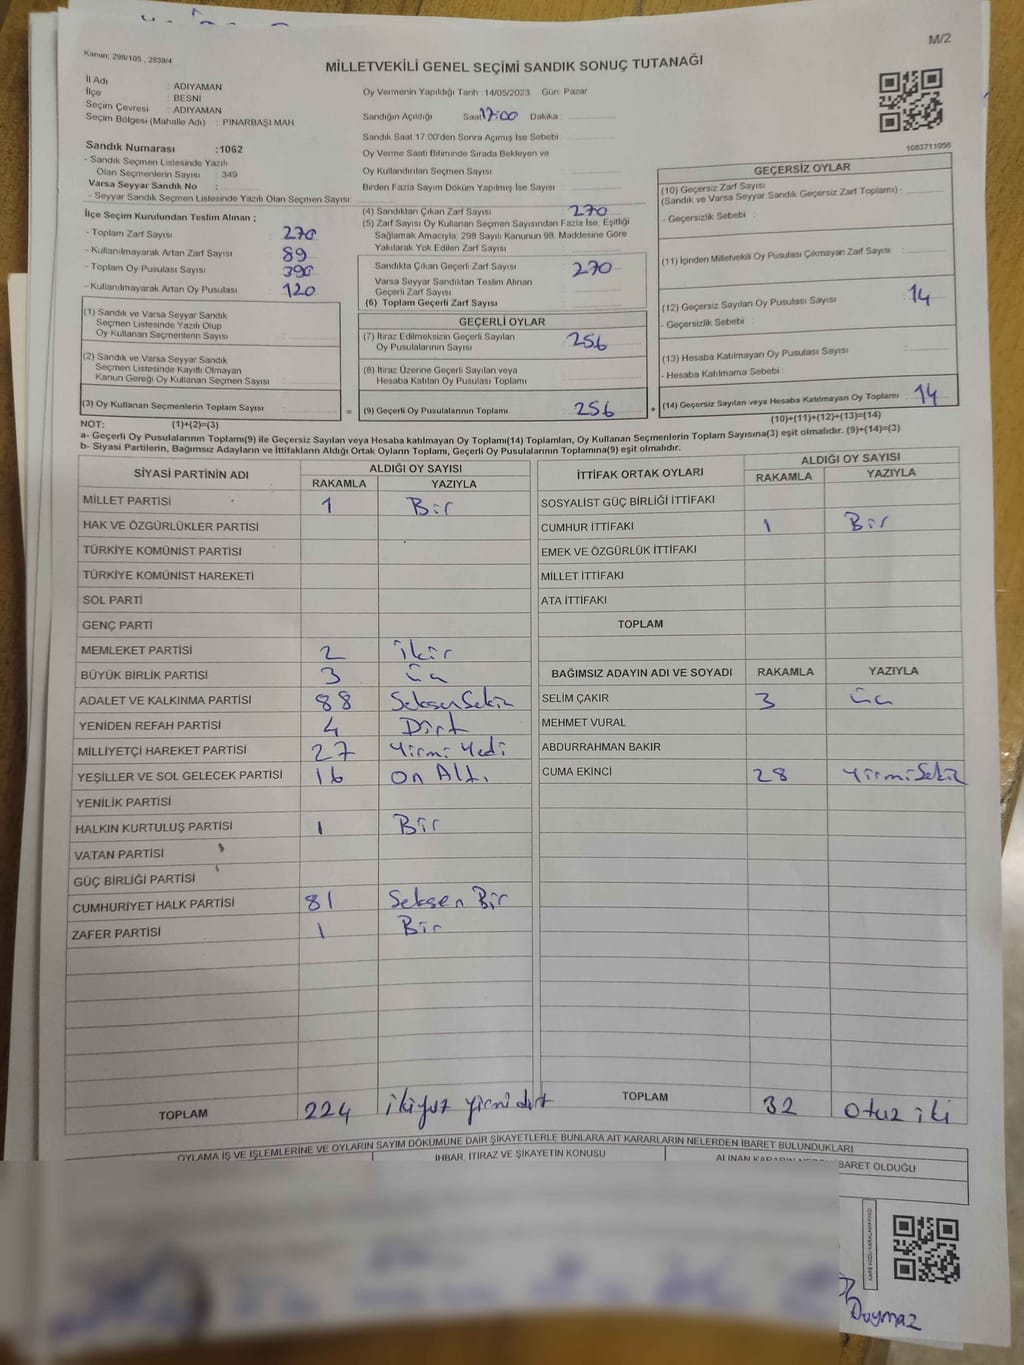 M/2
Kanun; 298/105 , 2839/4
MİLLETVEKİLİ GENEL SEÇİMİ SANDIK SONUÇ TUTANAĞI
İl Adı : ADIYAMAN
İlçe : BESNİ
Seçim Çevresi : ADIYAMAN
Seçim Bölgesi (Mahalle Adı) : PINARBAŞI MAH
Sandık Numarası :1062
- Sandık Seçmen Listesinde Yazılı
Olan Seçmenlerin Sayısı : 349
Varsa Seyyar Sandık No :
- Seyyar Sandık Seçmen Listesinde Yazılı Olan Seçmen Sayısı:
Oy Vermenin Yapıldığı Tarih :14/05/2023 Gün: Pazar
Sandığın Açıldığı Saat 17:00 Dakika :
Sandık Saat 17:00'den Sonra Açımış İse Sebebi :
Oy Verme Saati Bitiminde Sırada Bekleyen ve
Oy Kullandırılan Seçmen Sayısı :
Birden Fazla Sayım Döküm Yapılmış İse Sayısı :
1083711056
İlçe Seçim Kurulundan Teslim Alınan ;
- Toplam Zarf Sayısı : 270
- Kullanılmayarak Artan Zarf Sayısı : 89
- Toplam Oy Pusulası Sayısı : 390
- Kullanılmayarak Artan Oy Pusulası : 120
(1) Sandık ve Varsa Seyyar Sandık
Seçmen Listesinde Yazılı Olup
Oy Kullanan Seçmenlerin Sayısı :
(2) Sandık ve Varsa Seyyar Sandık
Seçmen Listesinde Kayıtlı Olmayan
Kanun Gereği Oy Kullanan Seçmen Sayısı :
(3) Oy Kullanan Seçmenlerin Toplam Sayısı :
(4) Sandıktan Çıkan Zarf Sayısı : 270
(5) Zarf Sayısı Oy Kullanan Seçmen Sayısından Fazla İse, Eşitliği
Sağlamak Amacıyla; 298 Sayılı Kanunun 98. Maddesine Göre
Yakılarak Yok Edilen Zarf Sayısı :
Sandıkta Çıkan Geçerli Zarf Sayısı : 270
Varsa Seyyar Sandıktan Teslim Alınan
Geçerli Zarf Sayısı :
(6) Toplam Geçerli Zarf Sayısı :
GEÇERLİ OYLAR
(7) İtiraz Edilmeksizin Geçerli Sayılan
Oy Pusulalarının Sayısı : 256
(8) İtiraz Üzerine Geçerli Sayılan veya
Hesaba Katılan Oy Pusulası Toplamı :
= (9) Geçerli Oy Pusulalarının Toplamı : 256 +
GEÇERSİZ OYLAR
(10) Geçersiz Zarf Sayısı
(Sandık ve Varsa Seyyar Sandık Geçersiz Zarf Toplamı) :
- Geçersizlik Sebebi :
(11) İçinden Milletvekili Oy Pusulası Çıkmayan Zarf Sayısı :
(12) Geçersiz Sayılan Oy Pusulası Sayısı : 14
- Geçersizlik Sebebi :
(13) Hesaba Katılmayan Oy Pusulası Sayısı :
- Hesaba Katılmama Sebebi :
(14) Geçersiz Sayılan veya Hesaba Katılmayan Oy Toplamı : 14
NOT: (1)+(2)=(3)
(10)+(11)+(12)+(13)=(14)
a- Geçerli Oy Pusulalarının Toplamı(9) ile Geçersiz Sayılan veya Hesaba katılmayan Oy Toplamı(14) Toplamları, Oy Kullanan Seçmenlerin Toplam Sayısına(3) eşit olmalıdır. (9)+(14)=(3)
b- Siyasi Partilerin, Bağımsız Adayların ve İttifakların Aldığı Ortak Oyların Toplamı, Geçerli Oy Pusulalarının Toplamına(9) eşit olmalıdır.
SİYASİ PARTİNİN ADI ALDIĞI OY SAYISI
RAKAMLA YAZIYLA
MİLLET PARTİSİ 1 Bir
HAK VE ÖZGÜRLÜKLER PARTİSİ
TÜRKİYE KOMÜNİST PARTİSİ
TÜRKİYE KOMÜNİST HAREKETİ
SOL PARTİ
GENÇ PARTİ
MEMLEKET PARTİSİ 2 ikir
BÜYÜK BİRLİK PARTİSİ 3 üç
ADALET VE KALKINMA PARTİSİ 88 Seksen Sekiz
YENİDEN REFAH PARTİSİ 4 Dört
MİLLİYETÇİ HAREKET PARTİSİ 27 Yirmi Yedi
YEŞİLLER VE SOL GELECEK PARTİSİ 16 on Altı
YENİLİK PARTİSİ
HALKIN KURTULUŞ PARTİSİ 1 Bir
VATAN PARTİSİ
GÜÇ BİRLİĞİ PARTİSİ
CUMHURİYET HALK PARTİSİ 81 Seksen Bir
ZAFER PARTİSİ 1 Bir
TOPLAM 224 ikiyüz yirmi dört
İTTİFAK ORTAK OYLARI ALDIĞI OY SAYISI
RAKAMLA YAZIYLA
SOSYALİST GÜÇ BİRLİĞİ İTTİFAKI
CUMHUR İTTİFAKI 1 Bir
EMEK VE ÖZGÜRLÜK İTTİFAKI
MİLLET İTTİFAKI
ATA İTTİFAKI
TOPLAM
BAĞIMSIZ ADAYIN ADI VE SOYADI RAKAMLA YAZIYLA
SELİM ÇAKIR 3 üç
MEHMET VURAL
ABDURRAHMAN BAKIR
CUMA EKİNCİ 28 Yirmi Sekiz
TOPLAM 32 otuz iki
OYLAMA İŞ VE İŞLEMLERİNE VE OYLARIN SAYIM DÖKÜMÜNE DAİR ŞİKAYETLERLE BUNLARA AİT KARARLARIN NELERDEN İBARET BULUNDUKLARI
İHBAR, İTİRAZ VE ŞİKAYETİN KONUSU
İBARET OLDUĞU
Duymaz